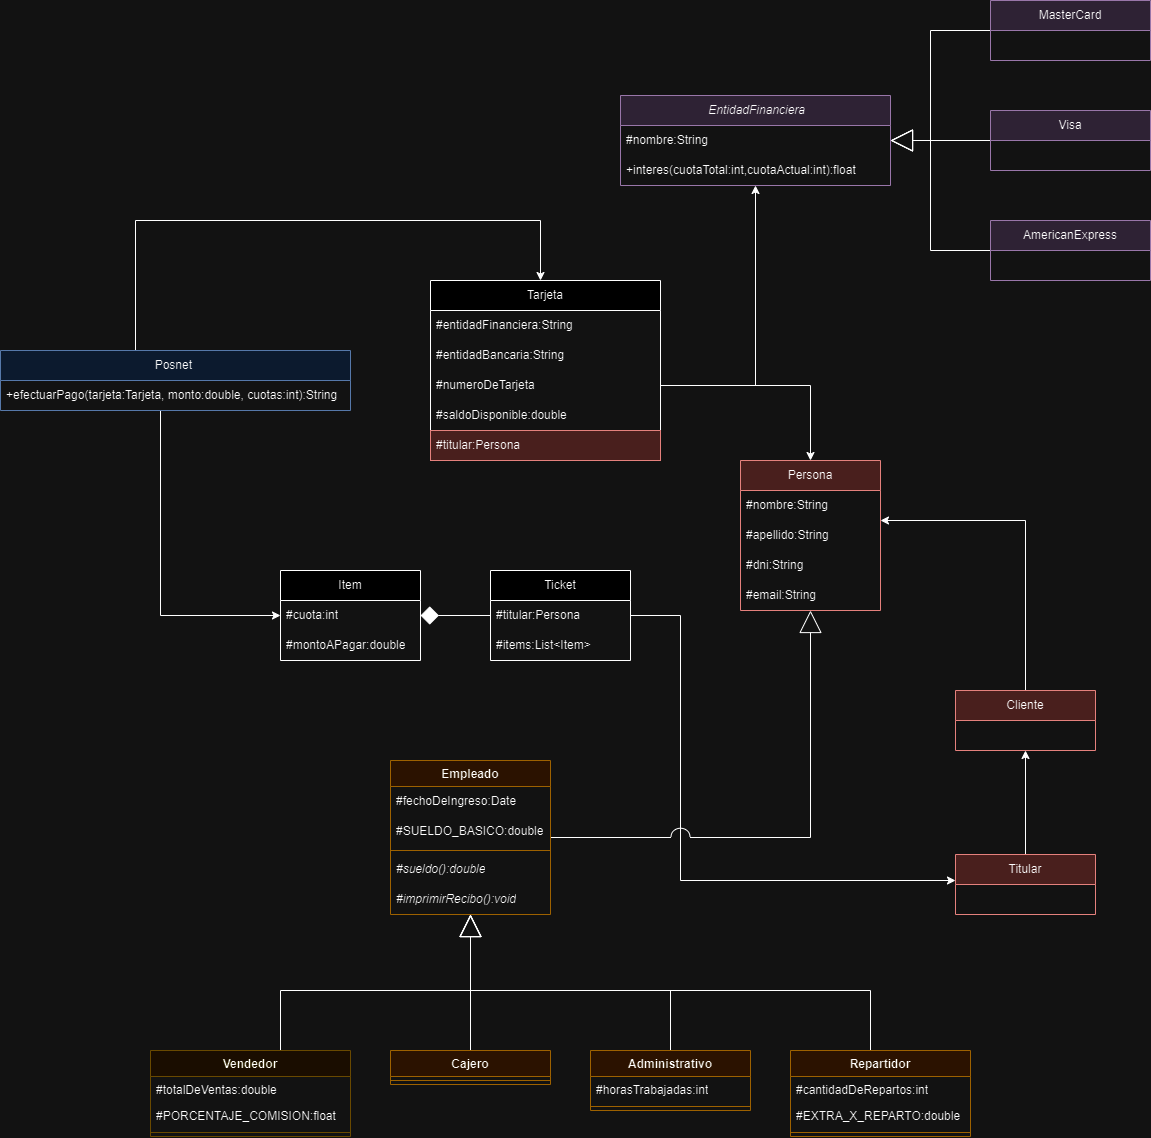 MasterCard
EntidadFinanciera
#nombre:String
+interes(cuotaTotal:int,cuotaActual:int):float
Visa
AmericanExpress
Tarjeta
#entidadFinanciera:String
#entidadBancaria:String
#numeroDeTarjeta
#saldoDisponible:double
#titular:Persona
Posnet
+efectuarPago(tarjeta:Tarjeta, monto:double, cuotas:int):String
Persona
#nombre:String
#apellido:String
#dni:String
#email:String
Item
#cuota:int
#montoAPagar:double
Ticket
#titular:Persona
#items:List<Item>
Cliente
Empleado
#fechoDeIngreso:Date
#SUELDO_BASICO:double
#sueldo():double
#imprimirRecibo():void
Titular
Vendedor
#totalDeVentas:double
#PORCENTAJE_COMISION:float
Cajero
Administrativo
#horasTrabajadas:int
Repartidor
#cantidadDeRepartos:int
#EXTRA_X_REPARTO:double